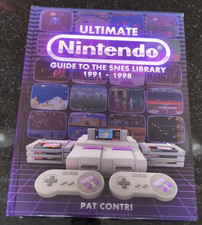 ULTIMATE
Nintendo®
GUIDE TO THE SNES LIBRARY
1991 - 1998
PAT CONTRI